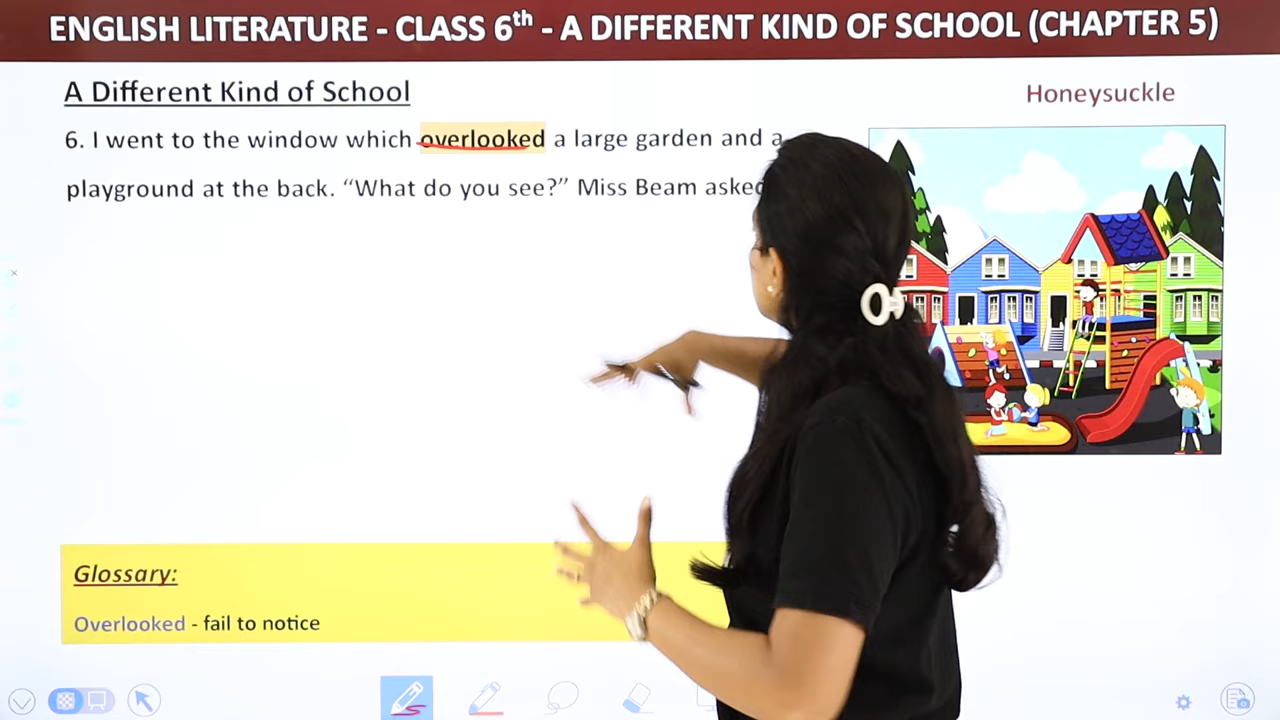 ENGLISH LITERATURE - CLASS 6th - A DIFFERENT KIND OF SCHOOL (CHAPTER 5)
A Different Kind of School
Honeysuckle
6. I went to the window which overlooked a large garden and a
playground at the back. “What do you see?” Miss Beam asked
Glossary:
Overlooked - fail to notice